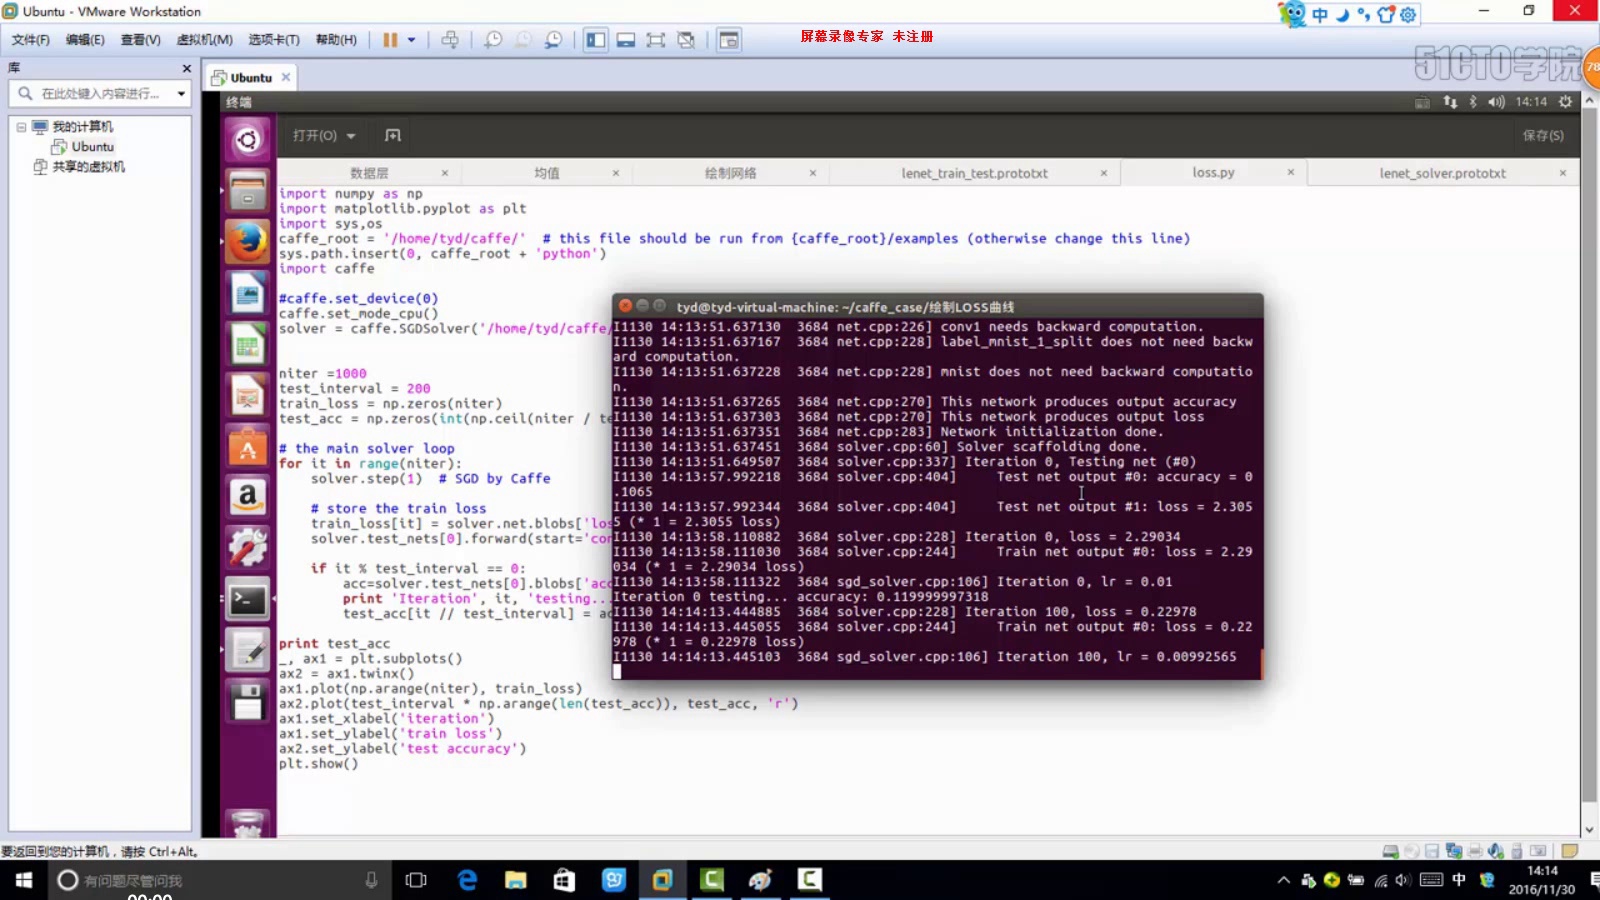 Ubuntu - VMware Workstation
中
文件(F) 编辑(E) 查看(V) 虚拟机(M) 选项卡(T) 帮助(H)
屏幕录像专家 未注册
51CTO学院
78
库
Ubuntu
在此处键入内容进行...
我的计算机
Ubuntu
共享的虚拟机
终端
14:14
打开(O)
保存(S)
数据层
均值
绘制网络
lenet_train_test.prototxt
loss.py
lenet_solver.prototxt
import numpy as np
import matplotlib.pyplot as plt
import sys,os
caffe_root = '/home/tyd/caffe/'  # this file should be run from {caffe_root}/examples (otherwise change this line)
sys.path.insert(0, caffe_root + 'python')
import caffe
#caffe.set_device(0)
caffe.set_mode_cpu()
solver = caffe.SGDSolver('/home/tyd/caffe/
niter =1000
test_interval = 200
train_loss = np.zeros(niter)
test_acc = np.zeros(int(np.ceil(niter / te
# the main solver loop
for it in range(niter):
solver.step(1)  # SGD by Caffe
# store the train loss
train_loss[it] = solver.net.blobs['los
solver.test_nets[0].forward(start='con
if it % test_interval == 0:
acc=solver.test_nets[0].blobs['acc
print 'Iteration', it, 'testing...
test_acc[it // test_interval] = ac
print test_acc
_, ax1 = plt.subplots()
ax2 = ax1.twinx()
ax1.plot(np.arange(niter), train_loss)
ax2.plot(test_interval * np.arange(len(test_acc)), test_acc, 'r')
ax1.set_xlabel('iteration')
ax1.set_ylabel('train loss')
ax2.set_ylabel('test accuracy')
plt.show()
tyd@tyd-virtual-machine: ~/caffe_case/绘制LOSS曲线
I1130 14:13:51.637130  3684 net.cpp:226] conv1 needs backward computation.
I1130 14:13:51.637167  3684 net.cpp:228] label_mnist_1_split does not need backw
ard computation.
I1130 14:13:51.637228  3684 net.cpp:228] mnist does not need backward computatio
n.
I1130 14:13:51.637265  3684 net.cpp:270] This network produces output accuracy
I1130 14:13:51.637303  3684 net.cpp:270] This network produces output loss
I1130 14:13:51.637351  3684 net.cpp:283] Network initialization done.
I1130 14:13:51.637451  3684 solver.cpp:60] Solver scaffolding done.
I1130 14:13:51.649507  3684 solver.cpp:337] Iteration 0, Testing net (#0)
I1130 14:13:57.992218  3684 solver.cpp:404]     Test net output #0: accuracy = 0
.1065
I1130 14:13:57.992344  3684 solver.cpp:404]     Test net output #1: loss = 2.305
5 (* 1 = 2.3055 loss)
I1130 14:13:58.110882  3684 solver.cpp:228] Iteration 0, loss = 2.29034
I1130 14:13:58.111030  3684 solver.cpp:244]     Train net output #0: loss = 2.29
034 (* 1 = 2.29034 loss)
I1130 14:13:58.111322  3684 sgd_solver.cpp:106] Iteration 0, lr = 0.01
Iteration 0 testing... accuracy: 0.119999997318
I1130 14:14:13.444885  3684 solver.cpp:228] Iteration 100, loss = 0.22978
I1130 14:14:13.445055  3684 solver.cpp:244]     Train net output #0: loss = 0.22
978 (* 1 = 0.22978 loss)
I1130 14:14:13.445103  3684 sgd_solver.cpp:106] Iteration 100, lr = 0.00992565
要返回到您的计算机，请按 Ctrl+Alt。
有问题尽管问我
中
14:14
2016/11/30